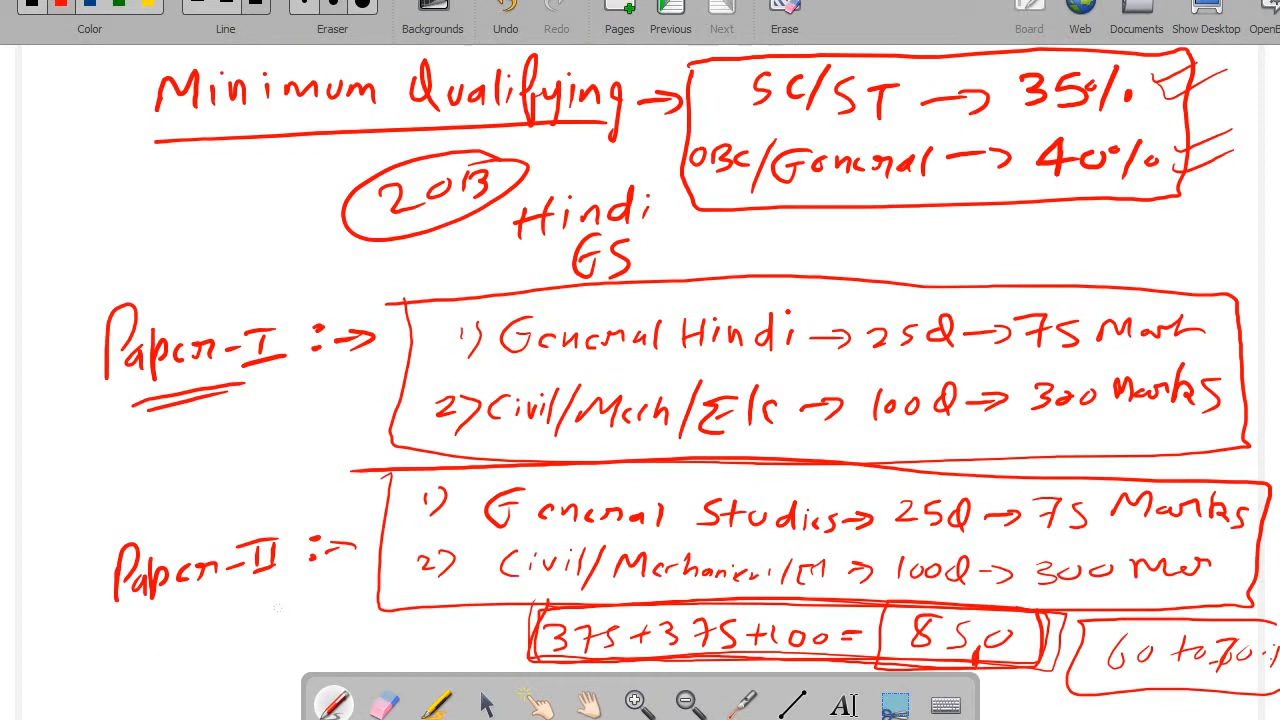 Color Line Eraser Backgrounds Undo Redo Pages Previous Next Erase Board Web Documents Show Desktop OpenB
Minimum Qualifying → SC/ST → 35%
OBC/General → 40%
2013
Hindi
GS
Paper-I :→ 1) General Hindi → 25Q → 75 Mark
2) Civil/Mech/Ele → 100Q → 300 Marks
Paper-II :- 1) General Studies → 25Q → 75 Marks
2) Civil/Mechanical/El → 100Q → 300 Mar
375+375+100 = 850
60 to 70